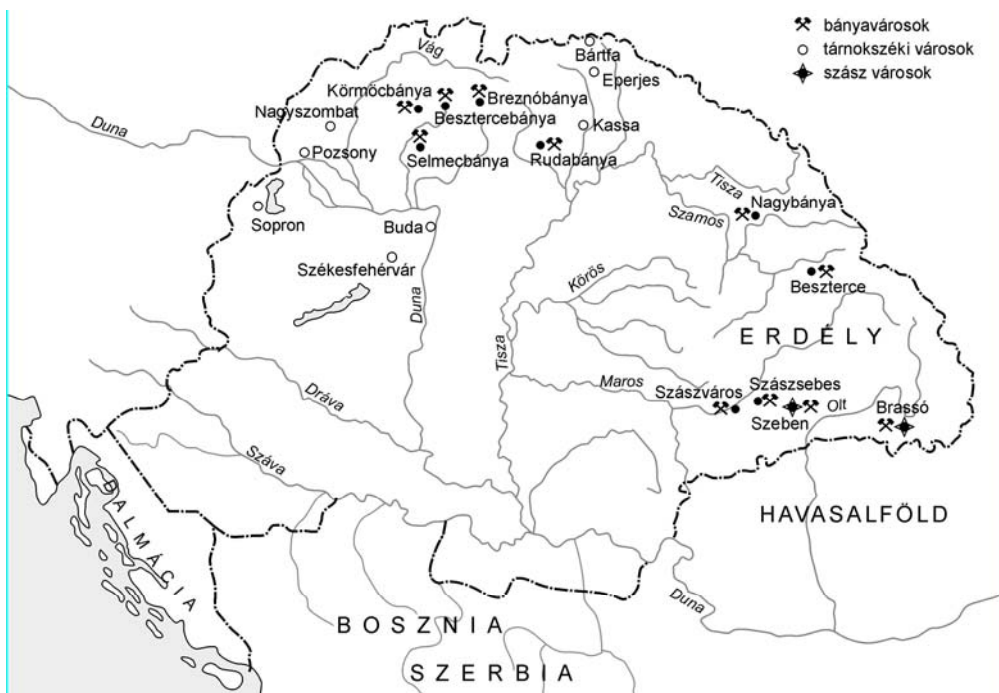 bányavárosok
tárnokszéki városok
szász városok
Vág
Bártfa
Eperjes
Körmőcbánya
Breznóbánya
Nagyszombat
Besztercebánya
Kassa
Duna
Pozsony
Selmecbánya
Rudabánya
Tisza
Nagybánya
Szamos
Sopron
Buda
Székesfehérvár
Körös
Beszterce
Duna
ERDÉLY
Tisza
Maros
Szászváros
Szászsebes
Olt
Brassó
Szeben
Dráva
Száva
HAVASALFÖLD
DALMÁCIA
Duna
BOSZNIA
SZERBIA